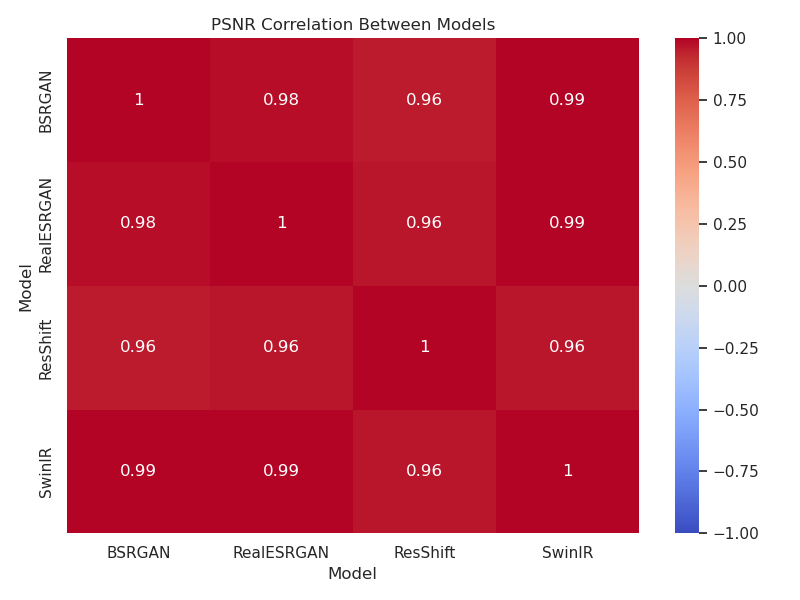 PSNR Correlation Between Models
BSRGAN 1 0.98 0.96 0.99
RealESRGAN 0.98 1 0.96 0.99
ResShift 0.96 0.96 1 0.96
SwinIR 0.99 0.99 0.96 1
Model
BSRGAN RealESRGAN ResShift SwinIR
Model
1.00
0.75
0.50
0.25
0.00
−0.25
−0.50
−0.75
−1.00